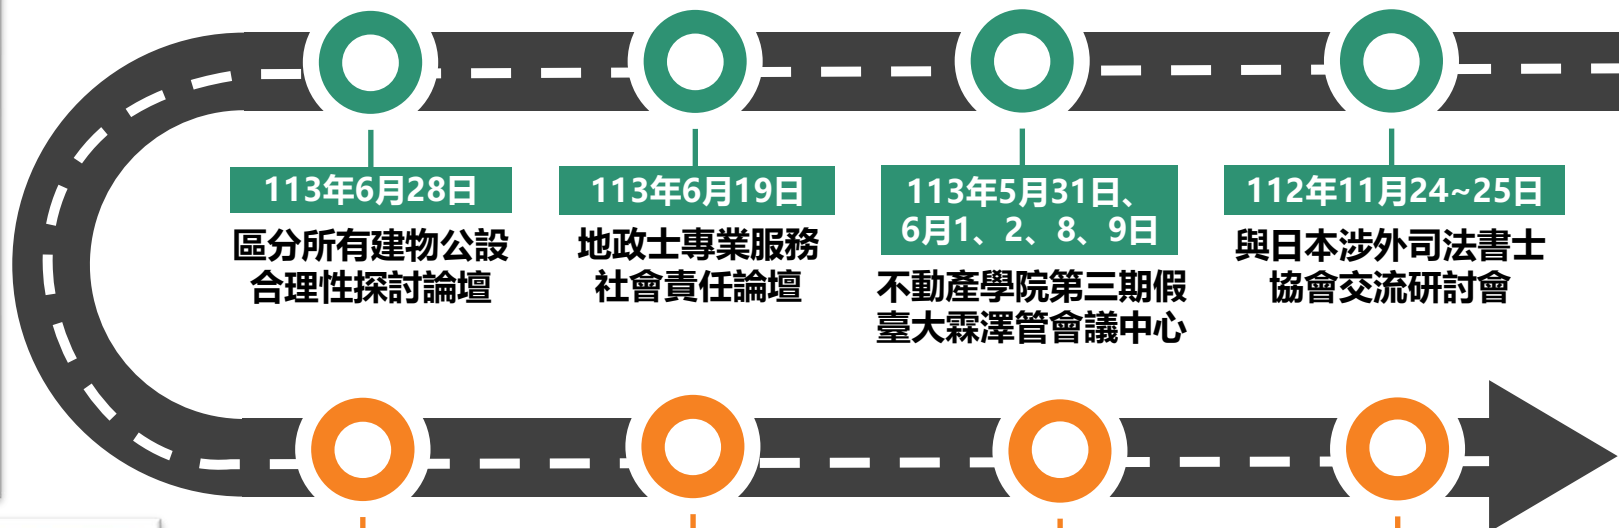 113年6月28日
區分所有建物公設
合理性探討論壇
113年6月19日
地政士專業服務
社會責任論壇
113年5月31日、
6月1、2、8、9日
不動產學院第三期假
臺大霖澤管會議中心
112年11月24~25日
與日本涉外司法書士
協會交流研討會